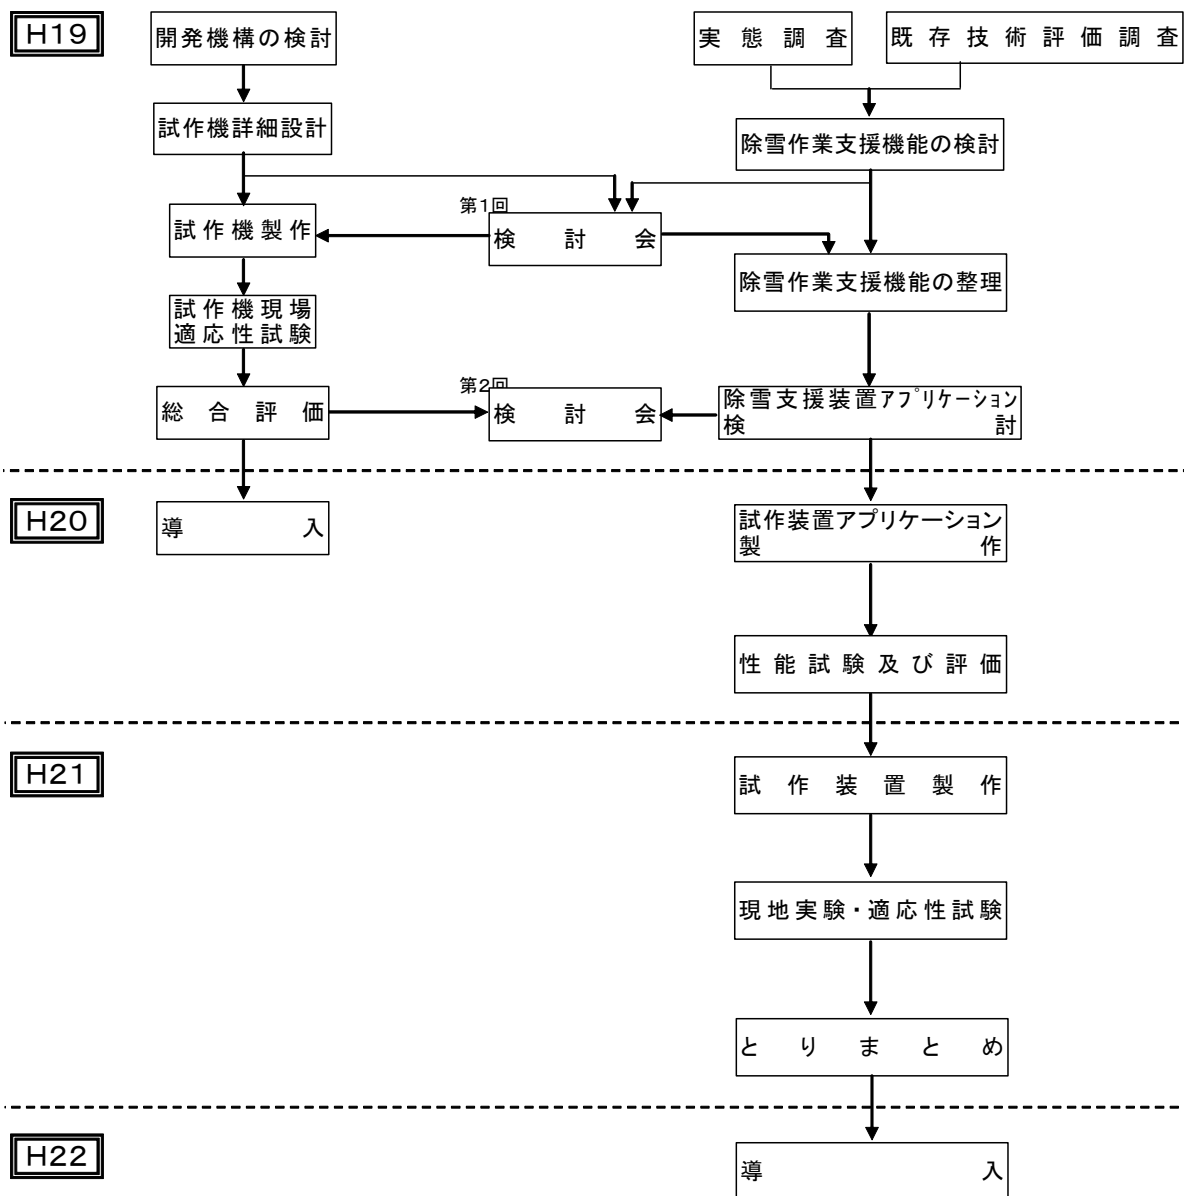 H19
開発機構の検討
実態調査
既存技術評価調査
試作機詳細設計
除雪作業支援機能の検討
第1回
試作機製作
検討会
除雪作業支援機能の整理
試作機現場
適応性試験
第2回
総合評価
検討会
除雪支援装置アプリケーション
検討
H20
導入
試作装置アプリケーション
製作
性能試験及び評価
H21
試作装置製作
現地実験・適応性試験
とりまとめ
H22
導入